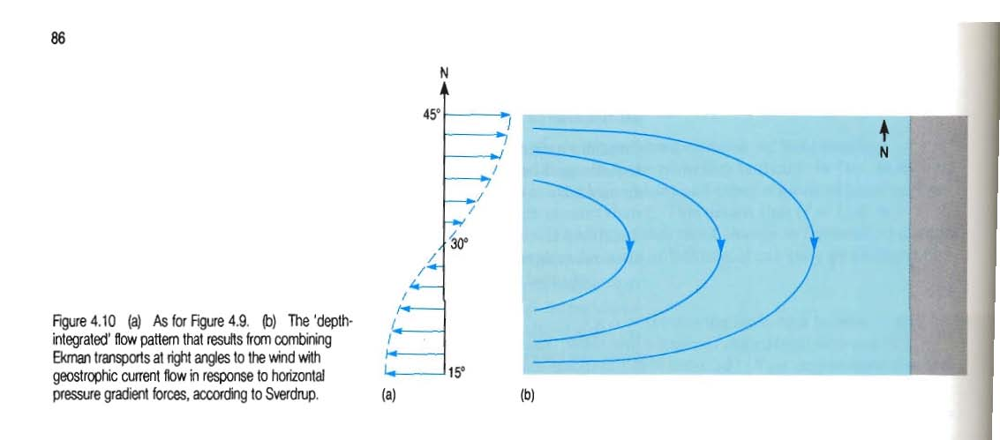 86
N
45°
30°
15°
(a)
N
(b)
Figure 4.10 (a) As for Figure 4.9. (b) The 'depth-
integrated' flow pattern that results from combining
Ekman transports at right angles to the wind with
geostrophic current flow in response to horizontal
pressure gradient forces, according to Sverdrup.